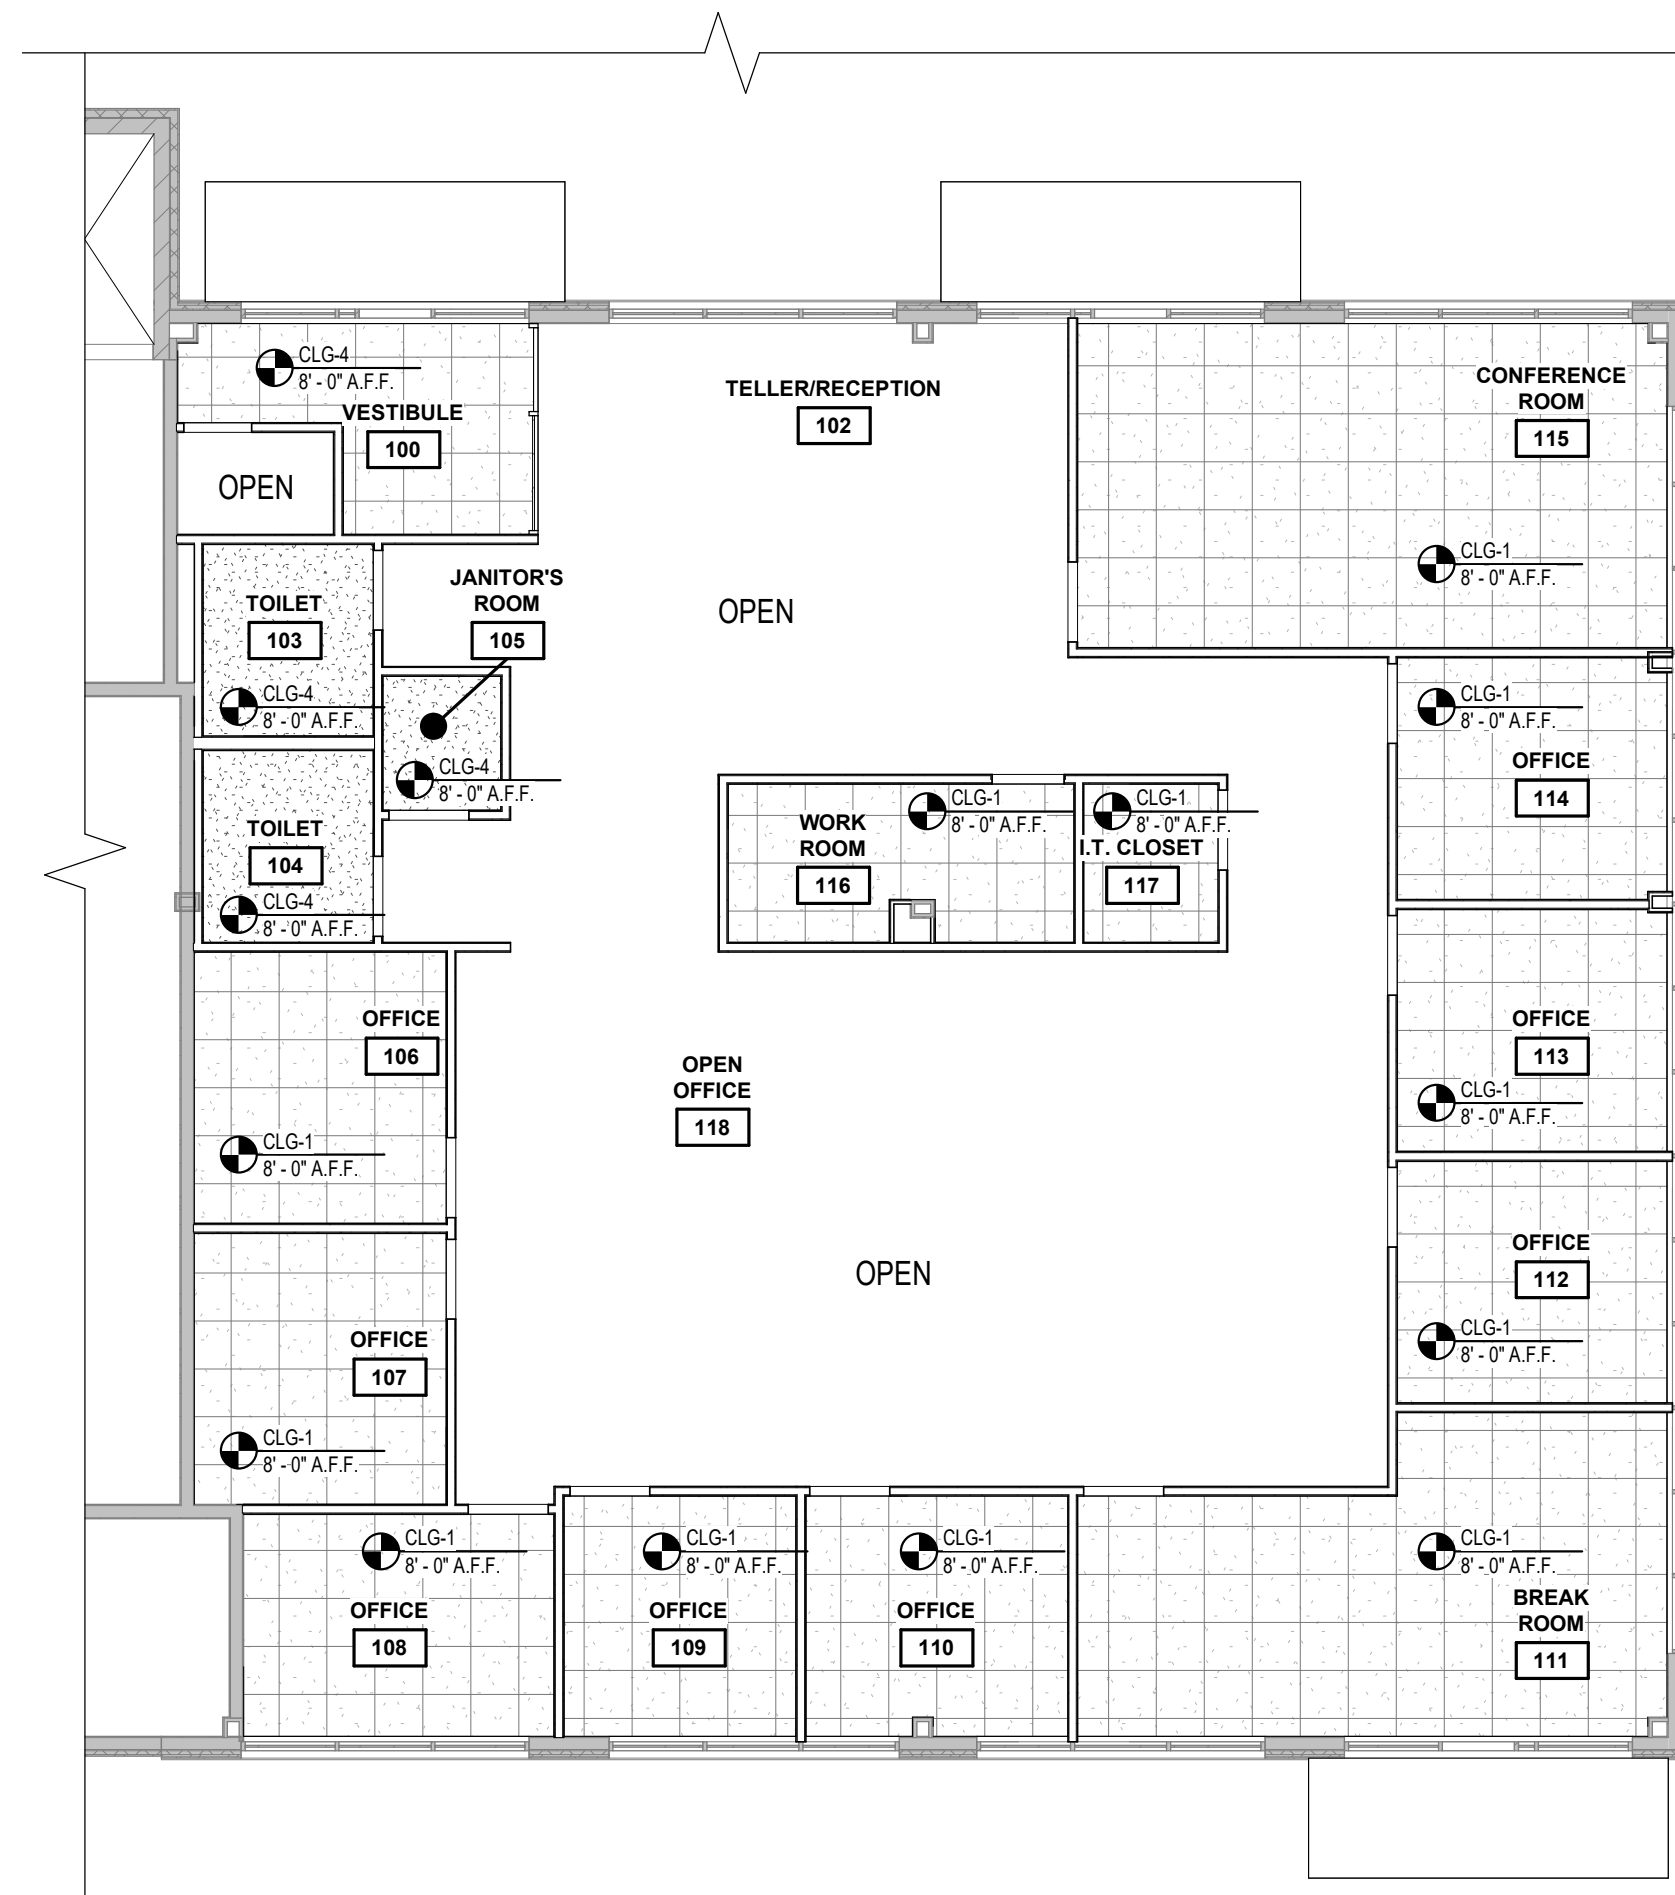 CLG-4
8' - 0" A.F.F.
VESTIBULE
100
OPEN
TELLER/RECEPTION
102
CONFERENCE
ROOM
115
CLG-1
8' - 0" A.F.F.
JANITOR'S
ROOM
105
TOILET
103
OPEN
CLG-4
8' - 0" A.F.F.
CLG-4
8' - 0" A.F.F.
CLG-1
8' - 0" A.F.F.
OFFICE
114
TOILET
104
CLG-4
8' - 0" A.F.F.
WORK
ROOM
116
CLG-1
8' - 0" A.F.F.
CLG-1
8' - 0" A.F.F.
I.T. CLOSET
117
OFFICE
106
CLG-1
8' - 0" A.F.F.
OPEN
OFFICE
118
OFFICE
113
CLG-1
8' - 0" A.F.F.
OFFICE
112
CLG-1
8' - 0" A.F.F.
OPEN
OFFICE
107
CLG-1
8' - 0" A.F.F.
CLG-1
8' - 0" A.F.F.
OFFICE
108
CLG-1
8' - 0" A.F.F.
OFFICE
109
CLG-1
8' - 0" A.F.F.
OFFICE
110
CLG-1
8' - 0" A.F.F.
BREAK
ROOM
111